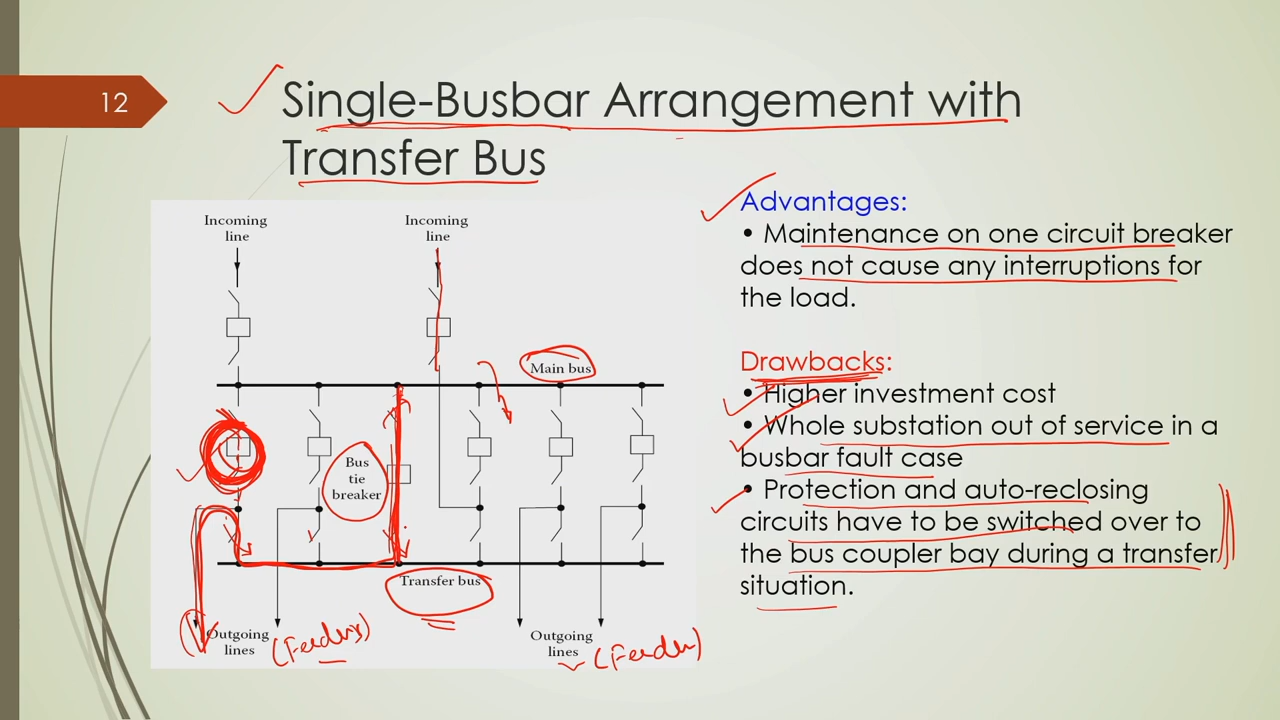 12
Single-Busbar Arrangement with
Transfer Bus
Incoming
line
Incoming
line
Main bus
Bus
tie
breaker
Transfer bus
Outgoing
lines
(Feeders)
Outgoing
lines
(Feeder)
Advantages:
• Maintenance on one circuit breaker
does not cause any interruptions for
the load.
Drawbacks:
• Higher investment cost
• Whole substation out of service in a
busbar fault case
• Protection and auto-reclosing
circuits have to be switched over to
the bus coupler bay during a transfer
situation.